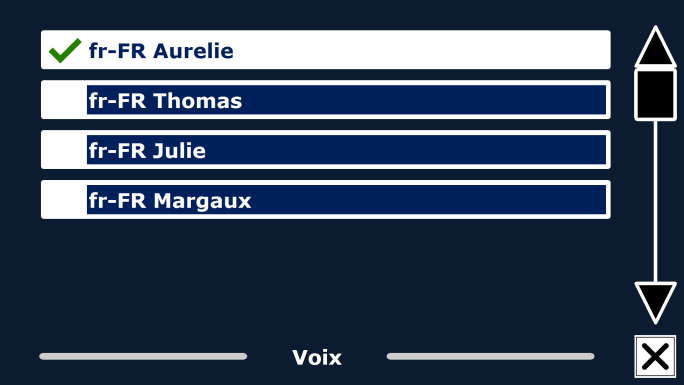 fr-FR Aurelie
fr-FR Thomas
fr-FR Julie
fr-FR Margaux
Voix